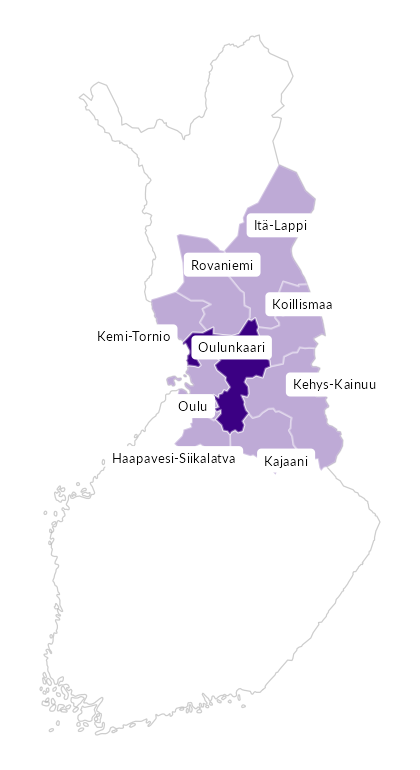 Itä-Lappi
Rovaniemi
Koillismaa
Kemi-Tornio
Oulunkaari
Kehys-Kainuu
Oulu
Haapavesi-Siikalatva
Kajaani